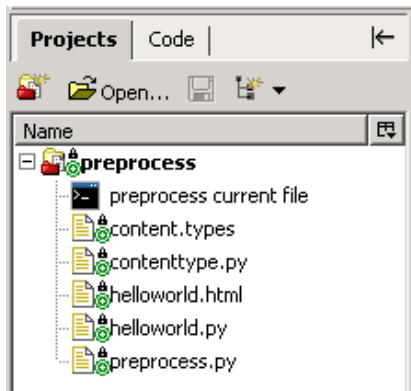 Projects Code
Open...
Name
preprocess
preprocess current file
content.types
contenttype.py
helloworld.html
helloworld.py
preprocess.py